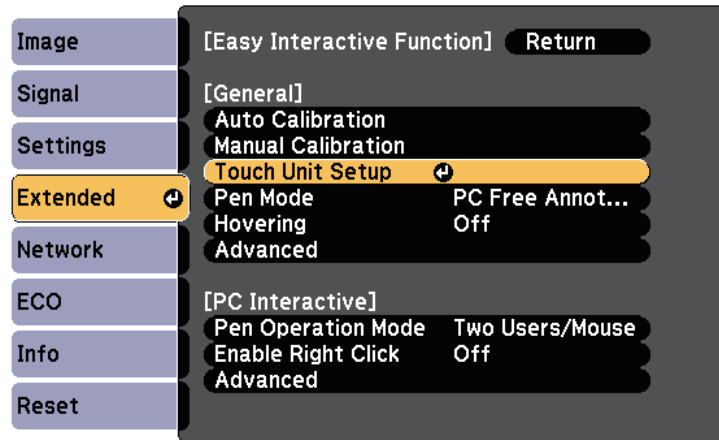 Image
Signal
Settings
Extended
Network
ECO
Info
Reset
[Easy Interactive Function] Return
[General]
Auto Calibration
Manual Calibration
Touch Unit Setup
Pen Mode PC Free Annot...
Hovering Off
Advanced
[PC Interactive]
Pen Operation Mode Two Users/Mouse
Enable Right Click Off
Advanced